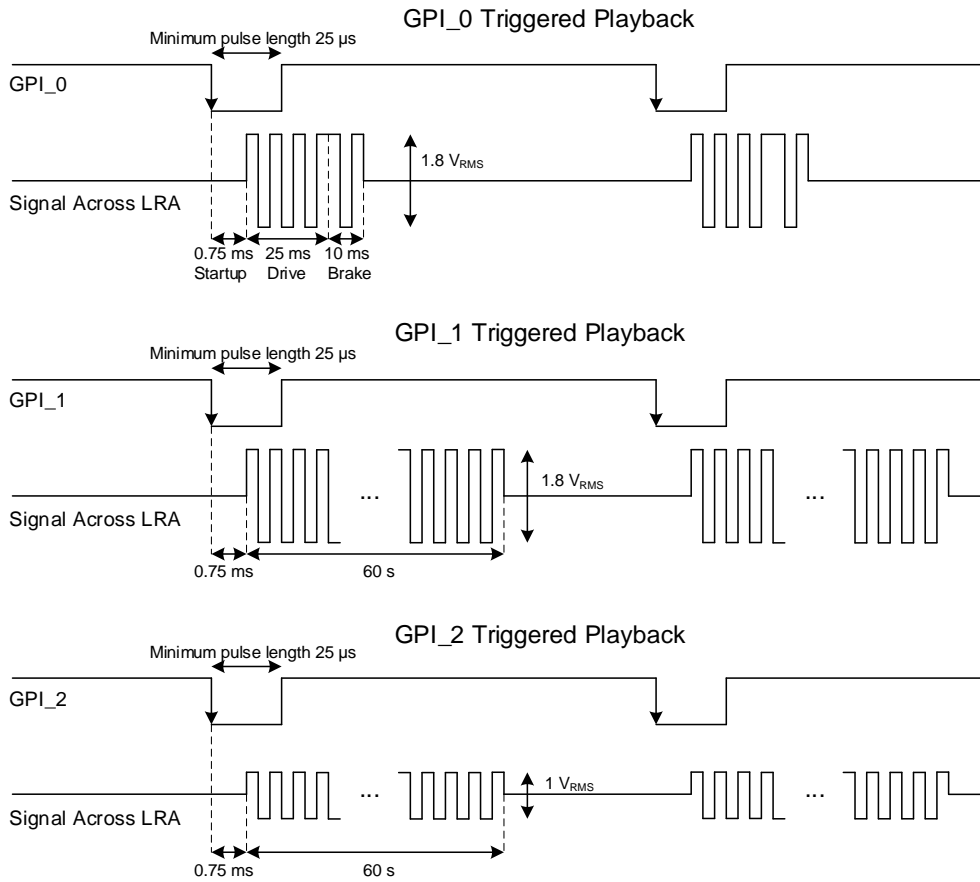 GPI_0 Triggered Playback
Minimum pulse length 25 µs
GPI_0
1.8 VRMS
Signal Across LRA
0.75 ms 25 ms 10 ms
Startup Drive Brake
GPI_1 Triggered Playback
Minimum pulse length 25 µs
GPI_1
... ...
1.8 VRMS
Signal Across LRA
0.75 ms 60 s
GPI_2 Triggered Playback
Minimum pulse length 25 µs
GPI_2
... 1 VRMS ...
Signal Across LRA
0.75 ms 60 s